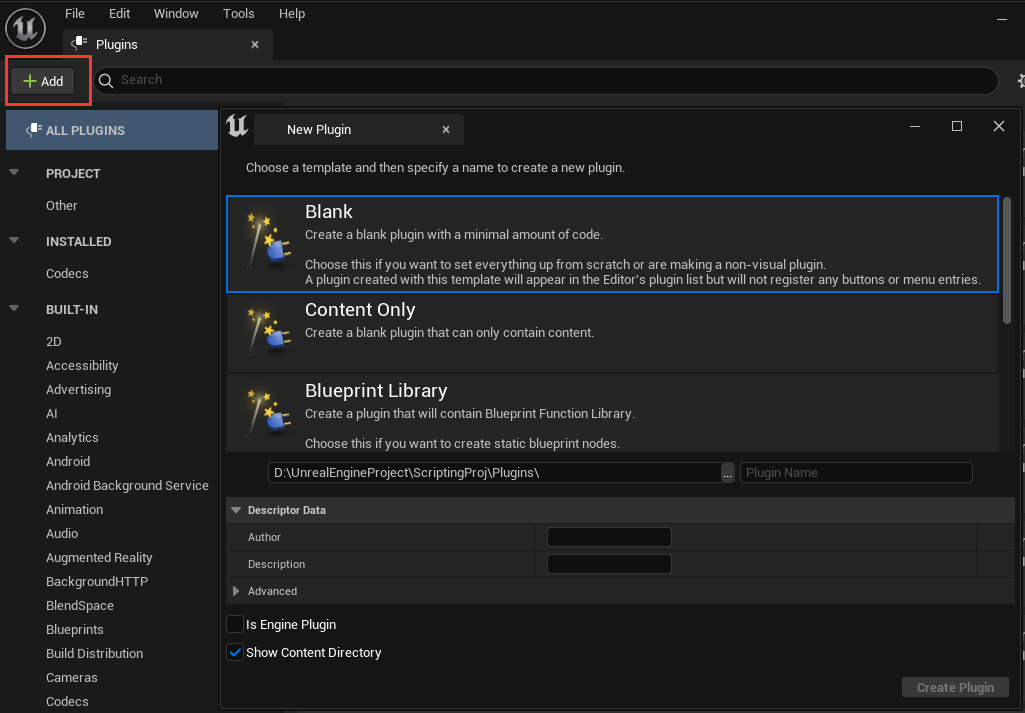 File Edit Window Tools Help
Plugins
Add
Search
ALL PLUGINS
PROJECT
Other
INSTALLED
Codecs
BUILT-IN
2D
Accessibility
Advertising
AI
Analytics
Android
Android Background Service
Animation
Audio
Augmented Reality
BackgroundHTTP
BlendSpace
Blueprints
Build Distribution
Cameras
Codecs
New Plugin
Choose a template and then specify a name to create a new plugin.
Blank
Create a blank plugin with a minimal amount of code.
Choose this if you want to set everything up from scratch or are making a non-visual plugin.
A plugin created with this template will appear in the Editor's plugin list but will not register any buttons or menu entries.
Content Only
Create a blank plugin that can only contain content.
Blueprint Library
Create a plugin that will contain Blueprint Function Library.
Choose this if you want to create static blueprint nodes.
D:\UnrealEngineProject\ScriptingProj\Plugins\ ... Plugin Name
Descriptor Data
Author
Description
Advanced
Is Engine Plugin
Show Content Directory
Create Plugin